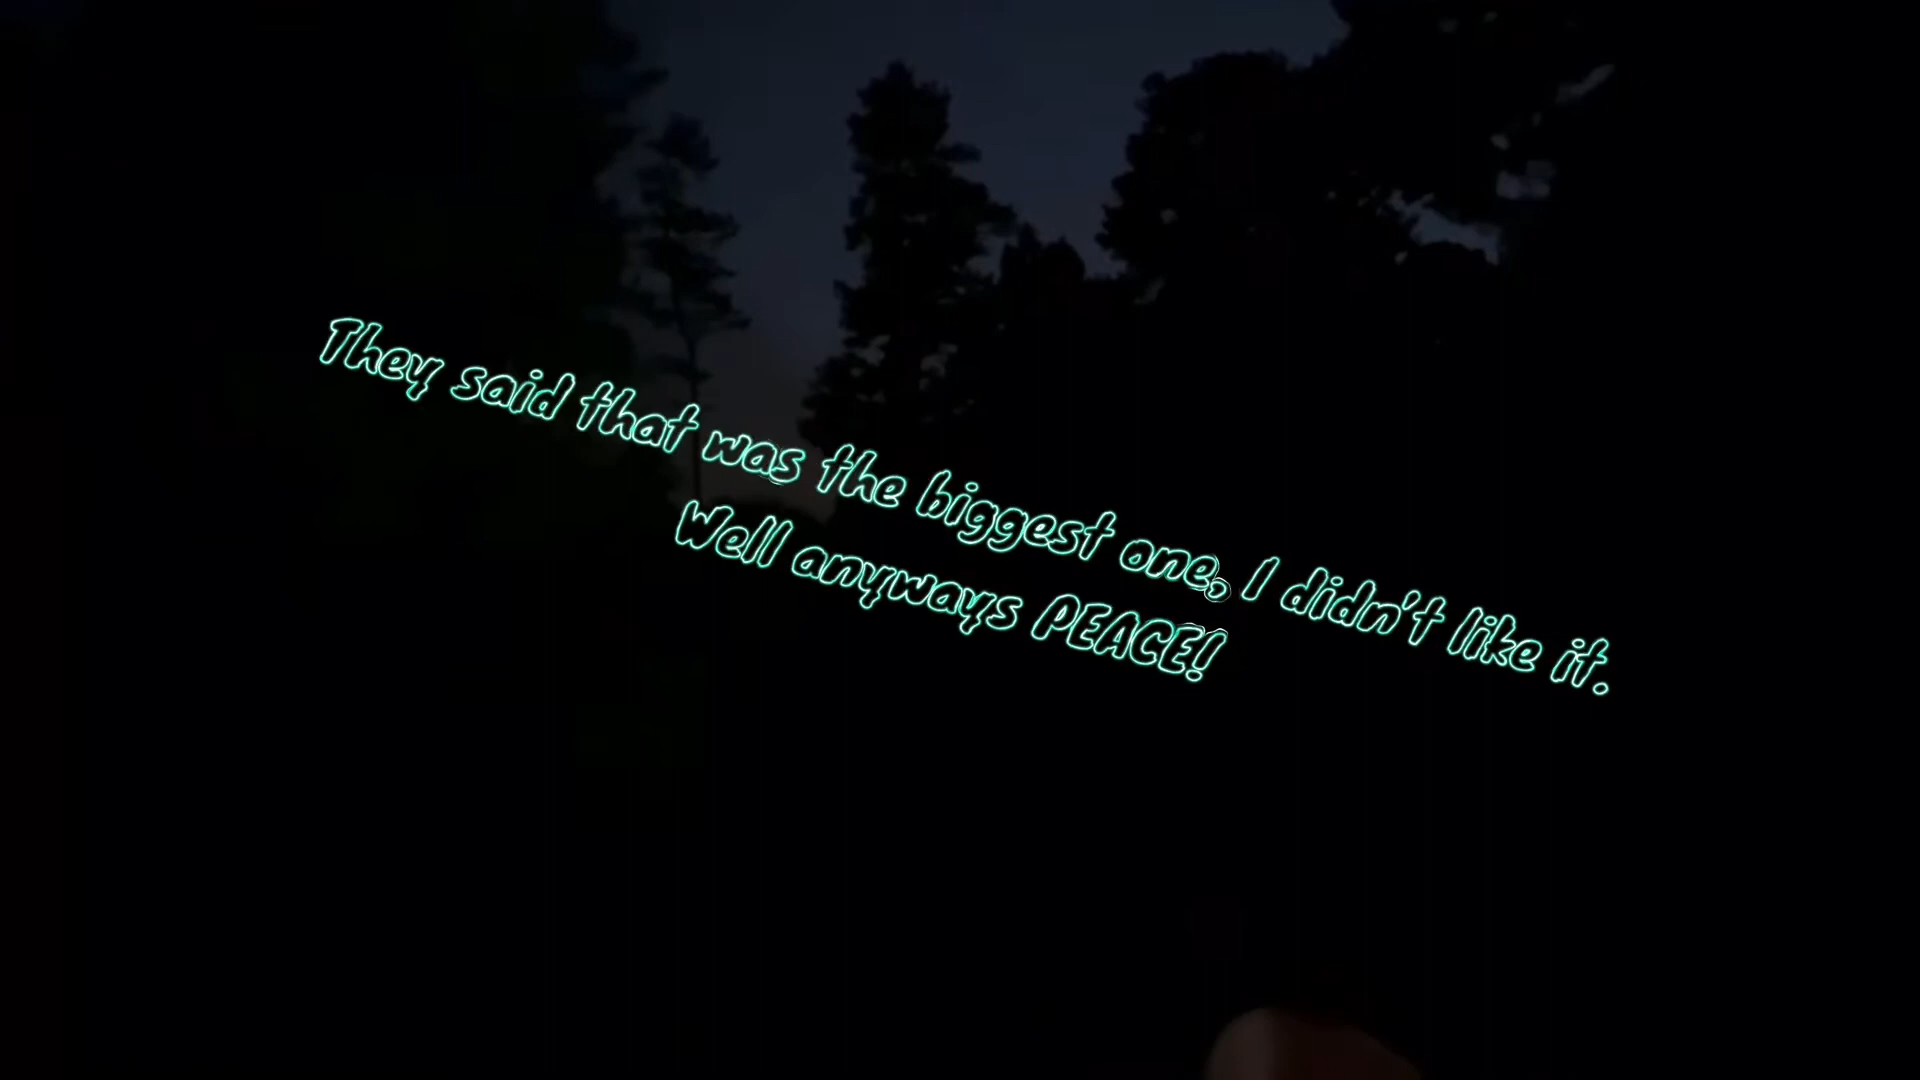 They said that was the biggest one, I didn't like it.
Well anyways PEACE!